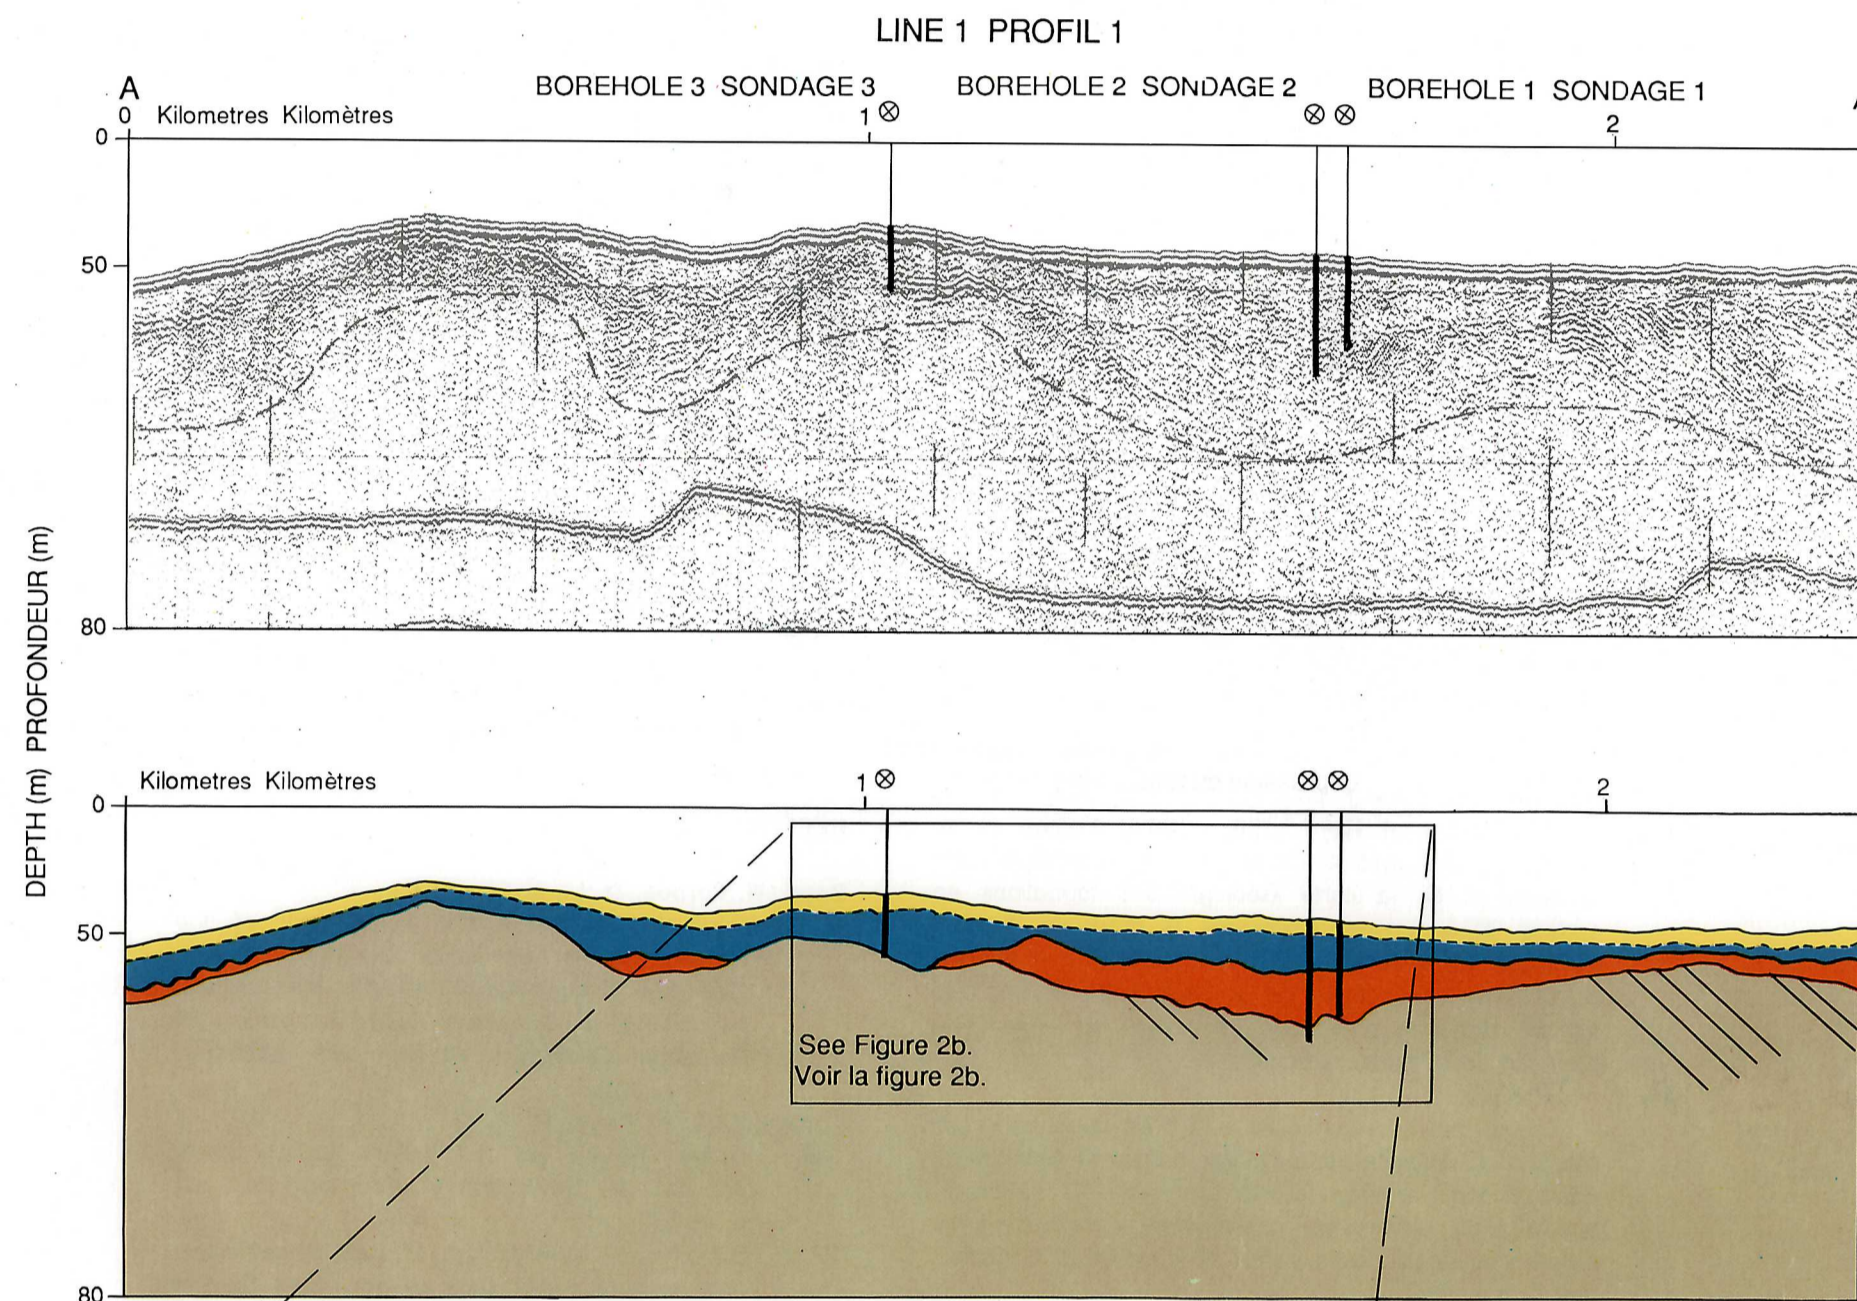 LINE 1 PROFIL 1
A
BOREHOLE 3 SONDAGE 3
BOREHOLE 2 SONDAGE 2
BOREHOLE 1 SONDAGE 1
0 Kilometres Kilomètres 1 2
0
50
80
DEPTH (m) PROFONDEUR (m)
Kilometres Kilomètres 1 2
0
50
See Figure 2b.
Voir la figure 2b.
80